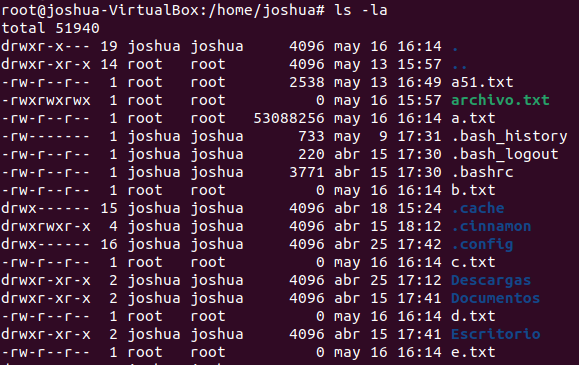 root@joshua-VirtualBox:/home/joshua# ls -la
total 51940
drwxr-x--- 19 joshua joshua     4096 may 16 16:14 .
drwxr-xr-x 14 root   root       4096 may 13 15:57 ..
-rw-r--r--  1 root   root       2538 may 13 16:49 a51.txt
-rwxrwxrwx  1 root   root          0 may 16 15:57 archivo.txt
-rw-r--r--  1 root   root   53088256 may 16 16:14 a.txt
-rw-------  1 joshua joshua      733 may  9 17:31 .bash_history
-rw-r--r--  1 joshua joshua      220 abr 15 17:30 .bash_logout
-rw-r--r--  1 joshua joshua     3771 abr 15 17:30 .bashrc
-rw-r--r--  1 root   root          0 may 16 16:14 b.txt
drwx------ 15 joshua joshua     4096 abr 18 15:24 .cache
drwxrwxr-x  4 joshua joshua     4096 abr 15 18:12 .cinnamon
drwx------ 16 joshua joshua     4096 abr 25 17:42 .config
-rw-r--r--  1 root   root          0 may 16 16:14 c.txt
drwxr-xr-x  2 joshua joshua     4096 abr 25 17:12 Descargas
drwxr-xr-x  2 joshua joshua     4096 abr 15 17:41 Documentos
-rw-r--r--  1 root   root          0 may 16 16:14 d.txt
drwxr-xr-x  2 joshua joshua     4096 abr 15 17:41 Escritorio
-rw-r--r--  1 root   root          0 may 16 16:14 e.txt